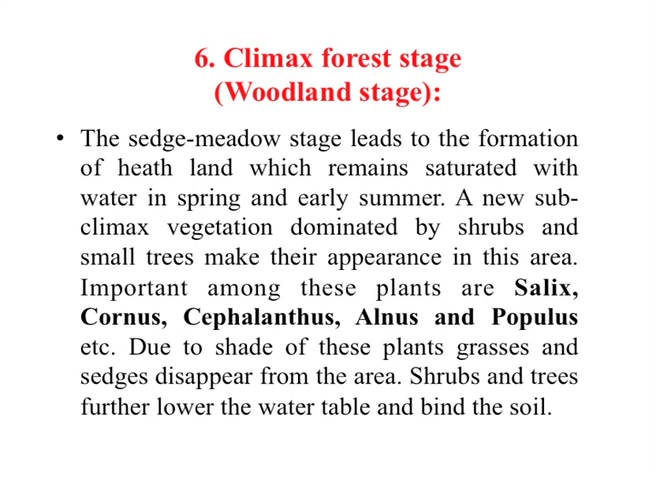 6. Climax forest stage
(Woodland stage):
• The sedge-meadow stage leads to the formation
of heath land which remains saturated with
water in spring and early summer. A new sub-
climax vegetation dominated by shrubs and
small trees make their appearance in this area.
Important among these plants are Salix,
Cornus, Cephalanthus, Alnus and Populus
etc. Due to shade of these plants grasses and
sedges disappear from the area. Shrubs and trees
further lower the water table and bind the soil.